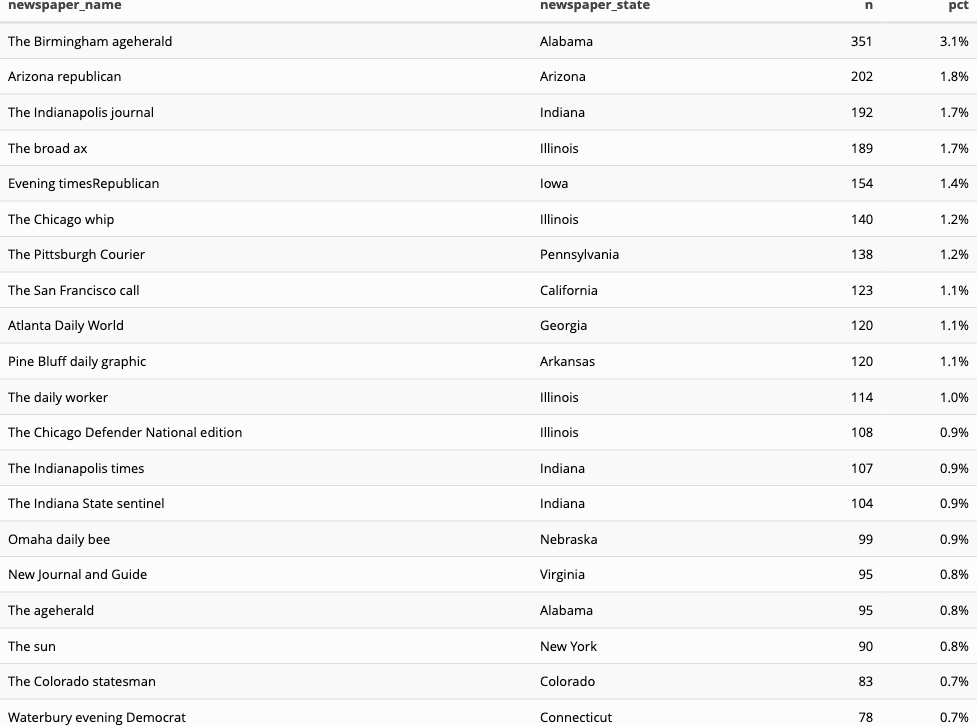 newspaper_name newspaper_state n pct
The Birmingham ageherald Alabama 351 3.1%
Arizona republican Arizona 202 1.8%
The Indianapolis journal Indiana 192 1.7%
The broad ax Illinois 189 1.7%
Evening timesRepublican Iowa 154 1.4%
The Chicago whip Illinois 140 1.2%
The Pittsburgh Courier Pennsylvania 138 1.2%
The San Francisco call California 123 1.1%
Atlanta Daily World Georgia 120 1.1%
Pine Bluff daily graphic Arkansas 120 1.1%
The daily worker Illinois 114 1.0%
The Chicago Defender National edition Illinois 108 0.9%
The Indianapolis times Indiana 107 0.9%
The Indiana State sentinel Indiana 104 0.9%
Omaha daily bee Nebraska 99 0.9%
New Journal and Guide Virginia 95 0.8%
The ageherald Alabama 95 0.8%
The sun New York 90 0.8%
The Colorado statesman Colorado 83 0.7%
Waterbury evening Democrat Connecticut 78 0.7%